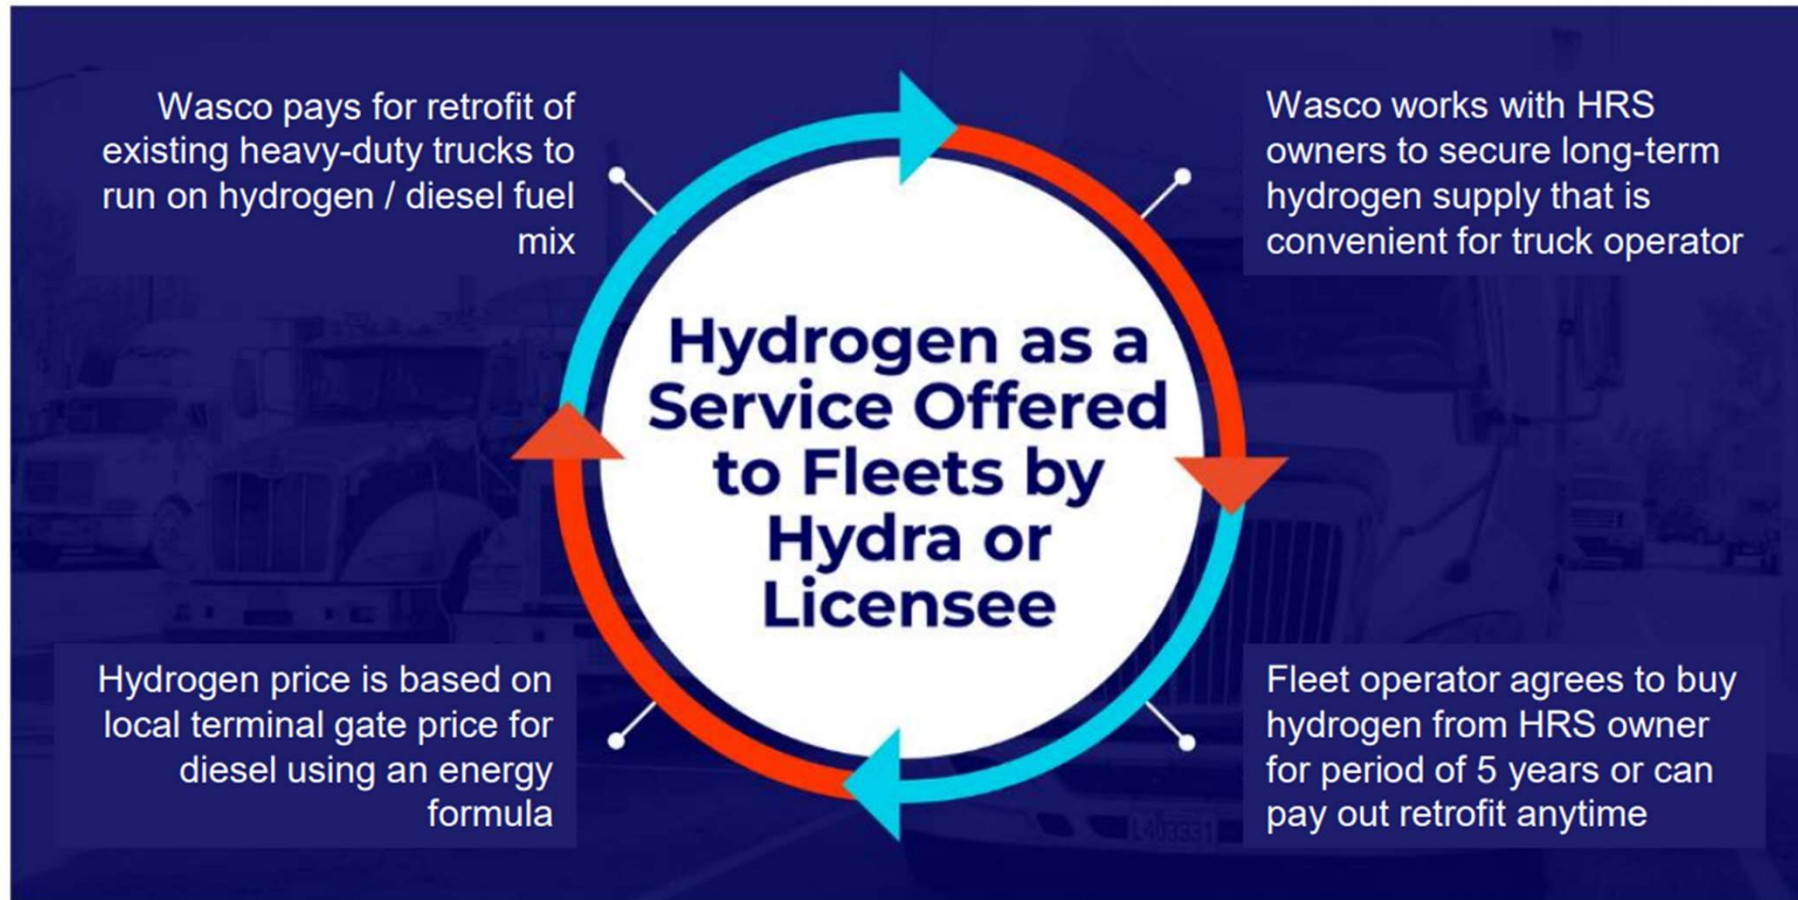 Wasco pays for retrofit of
existing heavy-duty trucks to
run on hydrogen / diesel fuel
mix
Wasco works with HRS
owners to secure long-term
hydrogen supply that is
convenient for truck operator
Hydrogen as a
Service Offered
to Fleets by
Hydra or
Licensee
Hydrogen price is based on
local terminal gate price for
diesel using an energy
formula
Fleet operator agrees to buy
hydrogen from HRS owner
for period of 5 years or can
pay out retrofit anytime